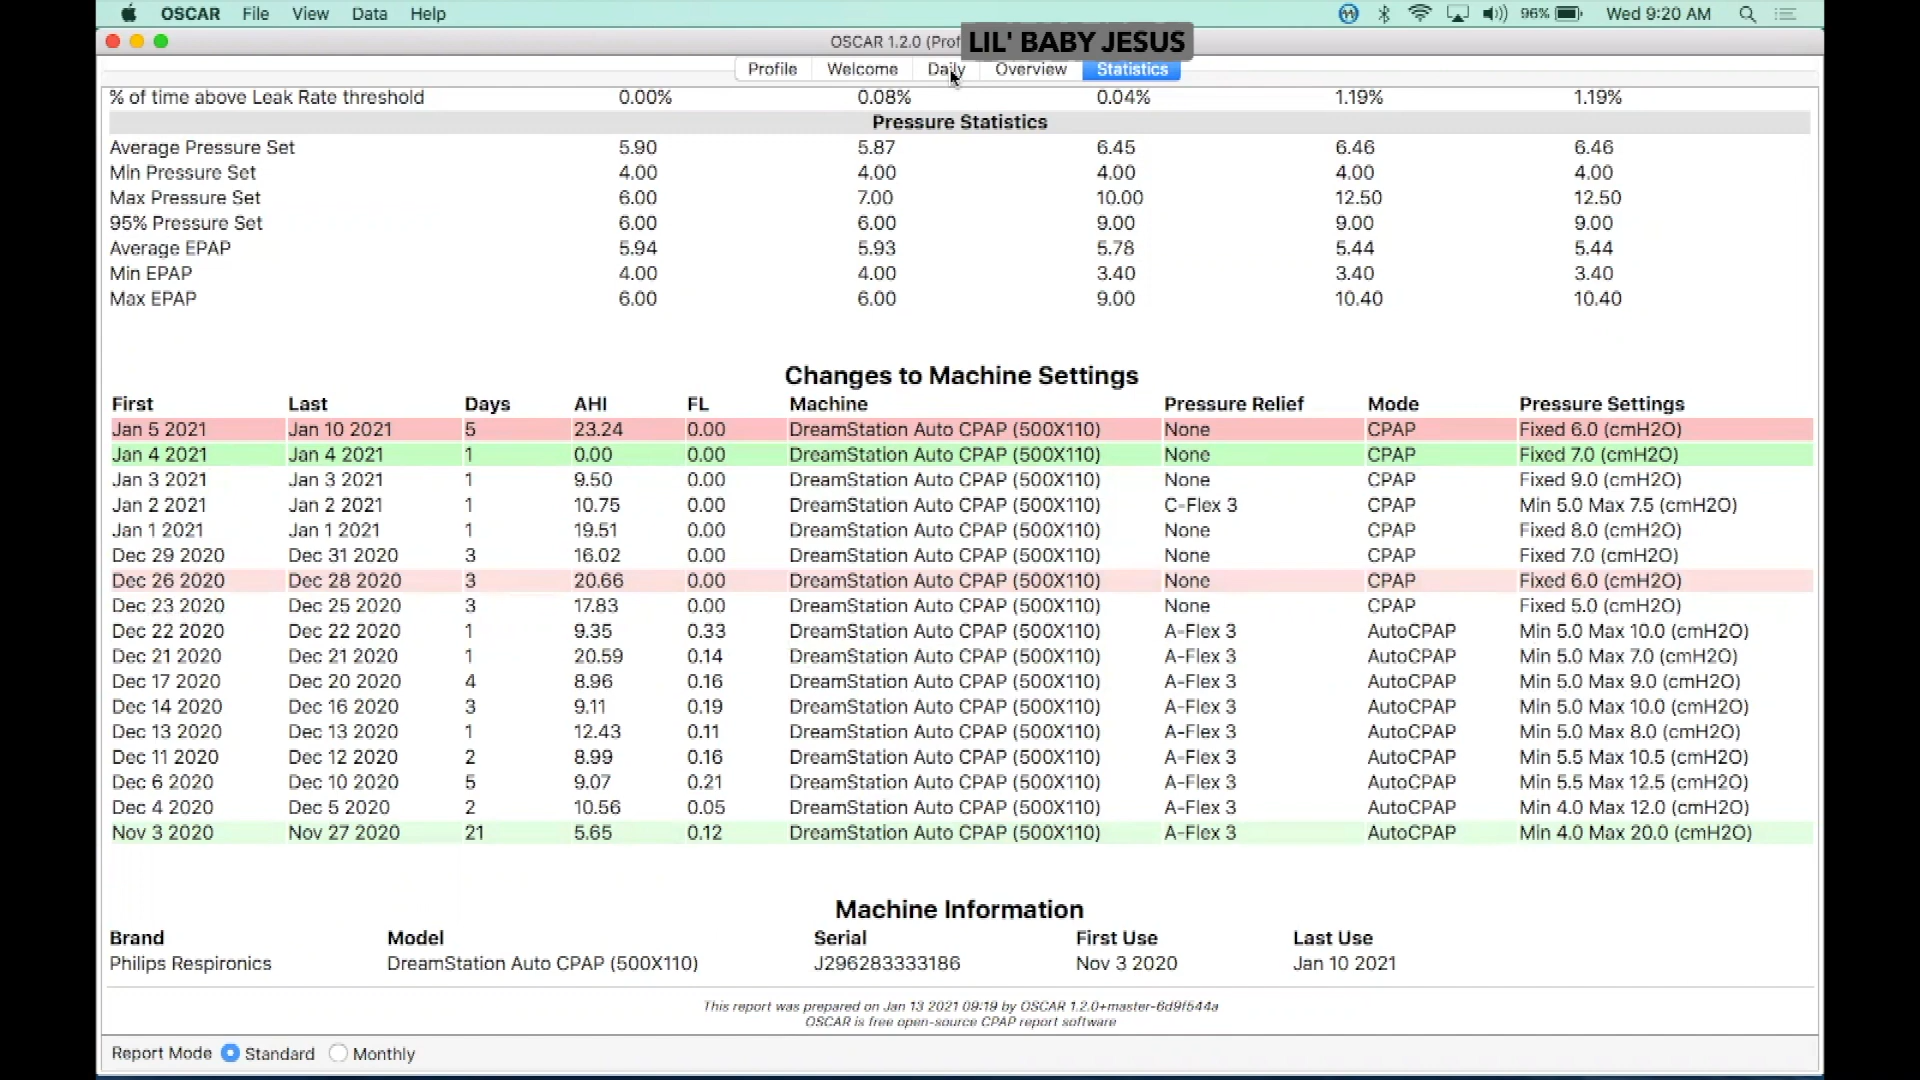 OSCAR File View Data Help 96% Wed 9:20 AM
OSCAR 1.2.0 (Prof
LIL' BABY JESUS
Profile Welcome Daily Overview Statistics
% of time above Leak Rate threshold 0.00% 0.08% 0.04% 1.19% 1.19%
Pressure Statistics
Average Pressure Set 5.90 5.87 6.45 6.46 6.46
Min Pressure Set 4.00 4.00 4.00 4.00 4.00
Max Pressure Set 6.00 7.00 10.00 12.50 12.50
95% Pressure Set 6.00 6.00 9.00 9.00 9.00
Average EPAP 5.94 5.93 5.78 5.44 5.44
Min EPAP 4.00 4.00 3.40 3.40 3.40
Max EPAP 6.00 6.00 9.00 10.40 10.40
Changes to Machine Settings
First Last Days AHI FL Machine Pressure Relief Mode Pressure Settings
Jan 5 2021 Jan 10 2021 5 23.24 0.00 DreamStation Auto CPAP (500X110) None CPAP Fixed 6.0 (cmH2O)
Jan 4 2021 Jan 4 2021 1 0.00 0.00 DreamStation Auto CPAP (500X110) None CPAP Fixed 7.0 (cmH2O)
Jan 3 2021 Jan 3 2021 1 9.50 0.00 DreamStation Auto CPAP (500X110) None CPAP Fixed 9.0 (cmH2O)
Jan 2 2021 Jan 2 2021 1 10.75 0.00 DreamStation Auto CPAP (500X110) C-Flex 3 CPAP Min 5.0 Max 7.5 (cmH2O)
Jan 1 2021 Jan 1 2021 1 19.51 0.00 DreamStation Auto CPAP (500X110) None CPAP Fixed 8.0 (cmH2O)
Dec 29 2020 Dec 31 2020 3 16.02 0.00 DreamStation Auto CPAP (500X110) None CPAP Fixed 7.0 (cmH2O)
Dec 26 2020 Dec 28 2020 3 20.66 0.00 DreamStation Auto CPAP (500X110) None CPAP Fixed 6.0 (cmH2O)
Dec 23 2020 Dec 25 2020 3 17.83 0.00 DreamStation Auto CPAP (500X110) None CPAP Fixed 5.0 (cmH2O)
Dec 22 2020 Dec 22 2020 1 9.35 0.33 DreamStation Auto CPAP (500X110) A-Flex 3 AutoCPAP Min 5.0 Max 10.0 (cmH2O)
Dec 21 2020 Dec 21 2020 1 20.59 0.14 DreamStation Auto CPAP (500X110) A-Flex 3 AutoCPAP Min 5.0 Max 7.0 (cmH2O)
Dec 17 2020 Dec 20 2020 4 8.96 0.16 DreamStation Auto CPAP (500X110) A-Flex 3 AutoCPAP Min 5.0 Max 9.0 (cmH2O)
Dec 14 2020 Dec 16 2020 3 9.11 0.19 DreamStation Auto CPAP (500X110) A-Flex 3 AutoCPAP Min 5.0 Max 10.0 (cmH2O)
Dec 13 2020 Dec 13 2020 1 12.43 0.11 DreamStation Auto CPAP (500X110) A-Flex 3 AutoCPAP Min 5.0 Max 8.0 (cmH2O)
Dec 11 2020 Dec 12 2020 2 8.99 0.16 DreamStation Auto CPAP (500X110) A-Flex 3 AutoCPAP Min 5.5 Max 10.5 (cmH2O)
Dec 6 2020 Dec 10 2020 5 9.07 0.21 DreamStation Auto CPAP (500X110) A-Flex 3 AutoCPAP Min 5.5 Max 12.5 (cmH2O)
Dec 4 2020 Dec 5 2020 2 10.56 0.05 DreamStation Auto CPAP (500X110) A-Flex 3 AutoCPAP Min 4.0 Max 12.0 (cmH2O)
Nov 3 2020 Nov 27 2020 21 5.65 0.12 DreamStation Auto CPAP (500X110) A-Flex 3 AutoCPAP Min 4.0 Max 20.0 (cmH2O)
Machine Information
Brand Model Serial First Use Last Use
Philips Respironics DreamStation Auto CPAP (500X110) J296283333186 Nov 3 2020 Jan 10 2021
This report was prepared on Jan 13 2021 09:19 by OSCAR 1.2.0+master-6d9f544a
OSCAR is free open-source CPAP report software
Report Mode Standard Monthly